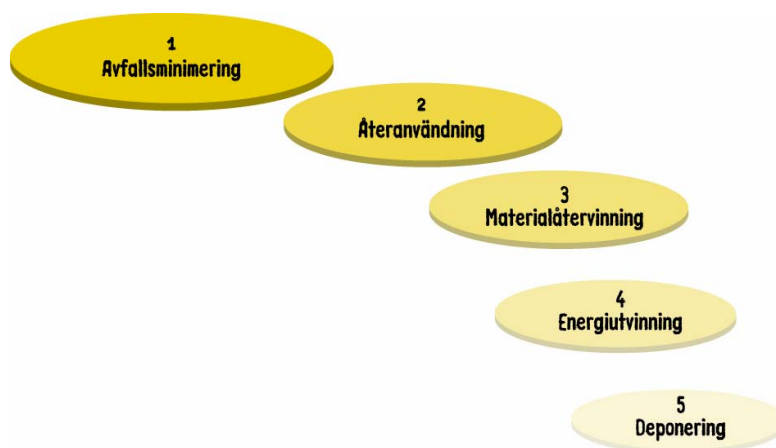 1
Avfallsminimering
2
Återanvändning
3
Materialåtervinning
4
Energiutvinning
5
Deponering